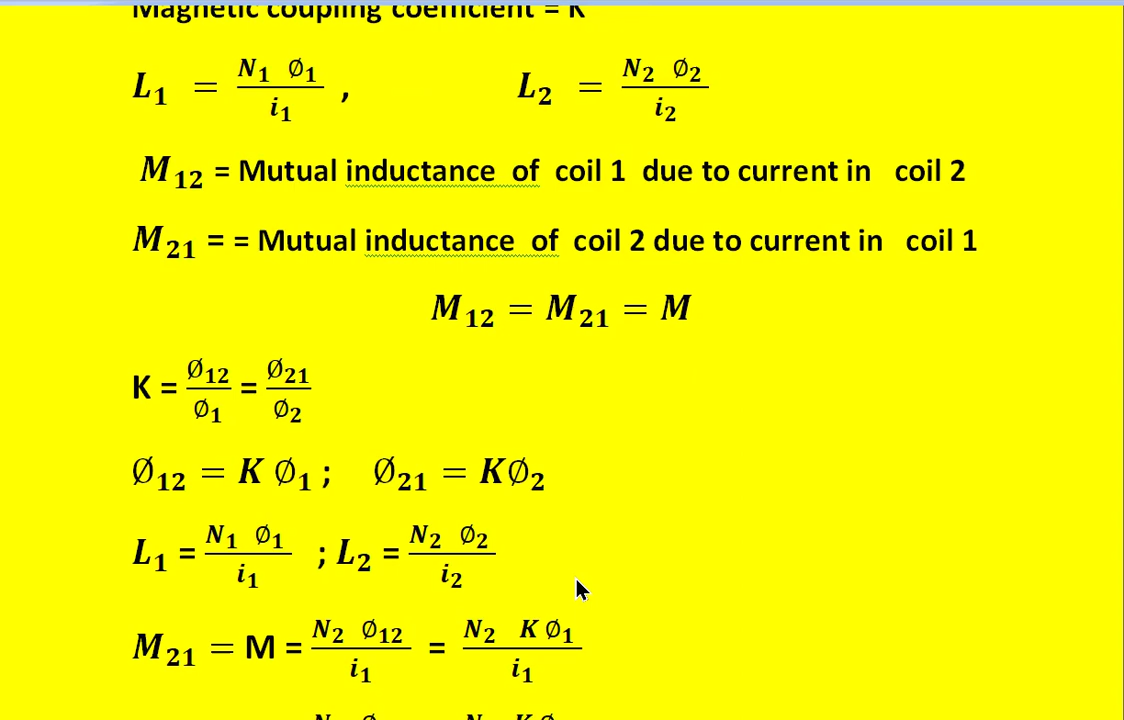 Magnetic coupling coefficient = K
L₁ = N₁ Ø₁ / i₁ , L₂ = N₂ Ø₂ / i₂
M₁₂ = Mutual inductance of coil 1 due to current in coil 2
M₂₁ = = Mutual inductance of coil 2 due to current in coil 1
M₁₂ = M₂₁ = M
K = Ø₁₂ / Ø₁ = Ø₂₁ / Ø₂
Ø₁₂ = K Ø₁ ; Ø₂₁ = KØ₂
L₁ = N₁ Ø₁ / i₁ ; L₂ = N₂ Ø₂ / i₂
M₂₁ = M = N₂ Ø₁₂ / i₁ = N₂ K Ø₁ / i₁